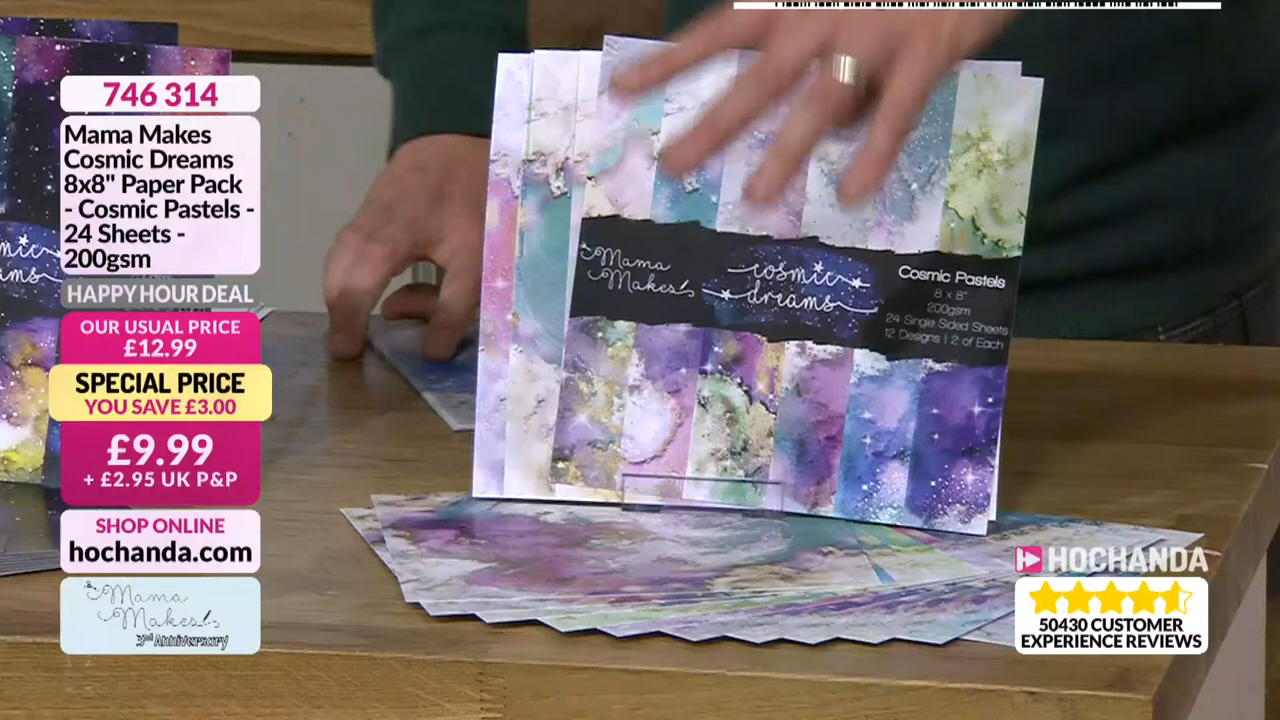 746 314
Mama Makes
Cosmic Dreams
8x8" Paper Pack
- Cosmic Pastels -
24 Sheets -
200gsm
HAPPY HOUR DEAL
OUR USUAL PRICE
£12.99
SPECIAL PRICE
YOU SAVE £3.00
£9.99
+ £2.95 UK P&P
SHOP ONLINE
hochanda.com
Mama
Makes
3rd Anniversary
Mama
Makes
cosmic
dreams
Cosmic Pastels
8 x 8"
200gsm
24 Single Sided Sheets
12 Designs | 2 of Each
HOCHANDA
50430 CUSTOMER
EXPERIENCE REVIEWS